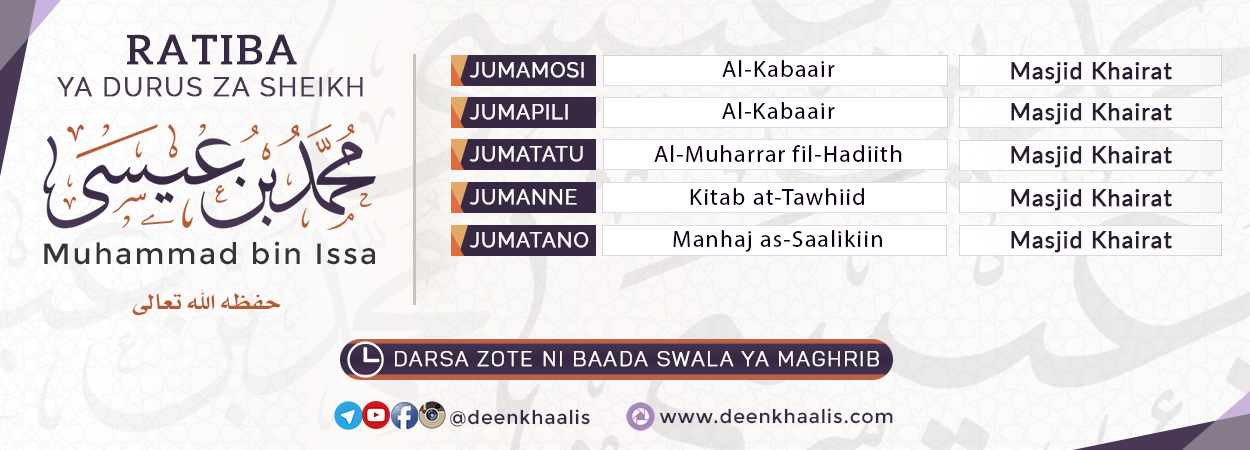 RATIBA
YA DURUS ZA SHEIKH
محمد بن عيسى
Muhammad bin Issa
حفظه الله تعالى
JUMAMOSI Al-Kabaair Masjid Khairat
JUMAPILI Al-Kabaair Masjid Khairat
JUMATATU Al-Muharrar fil-Hadiith Masjid Khairat
JUMANNE Kitab at-Tawhiid Masjid Khairat
JUMATANO Manhaj as-Saalikiin Masjid Khairat
DARSA ZOTE NI BAADA SWALA YA MAGHRIB
@deenkhaalis www.deenkhaalis.com